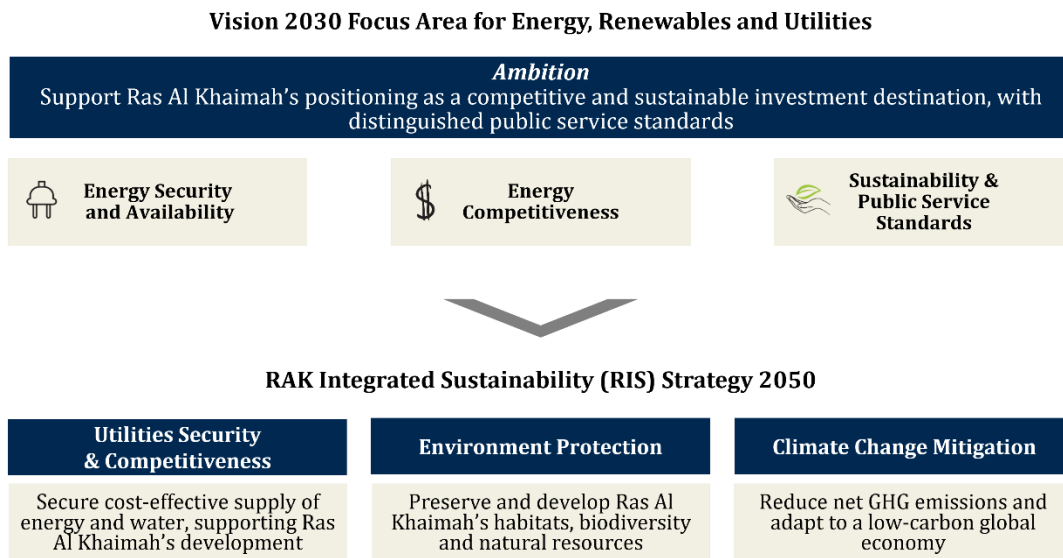 Vision 2030 Focus Area for Energy, Renewables and Utilities
Ambition
Support Ras Al Khaimah’s positioning as a competitive and sustainable investment destination, with
distinguished public service standards
Energy Security
and Availability
$
Energy
Competitiveness
Sustainability &
Public Service
Standards
RAK Integrated Sustainability (RIS) Strategy 2050
Utilities Security
& Competitiveness
Secure cost-effective supply of
energy and water, supporting Ras
Al Khaimah’s development
Environment Protection
Preserve and develop Ras Al
Khaimah’s habitats, biodiversity
and natural resources
Climate Change Mitigation
Reduce net GHG emissions and
adapt to a low-carbon global
economy